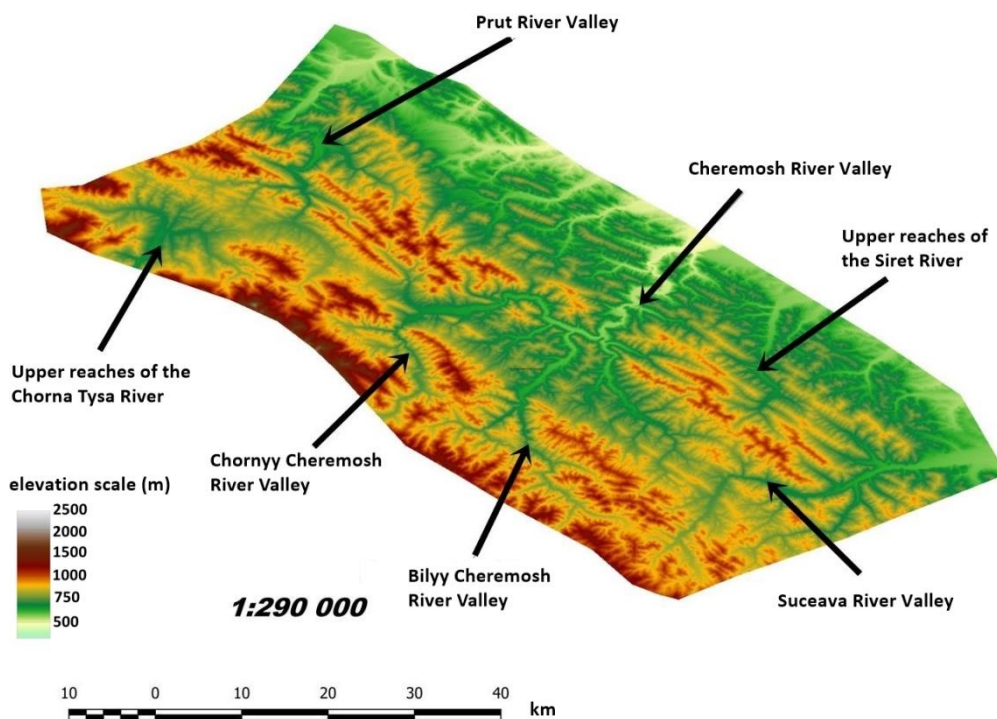 Prut River Valley
Cheremosh River Valley
Upper reaches of
the Siret River
Upper reaches of the
Chorna Tysa River
Chornyy Cheremosh
River Valley
Bilyy Cheremosh
River Valley
Suceava River Valley
elevation scale (m)
2500
2000
1500
1000
750
500
1:290 000
10 0 10 20 30 40 km